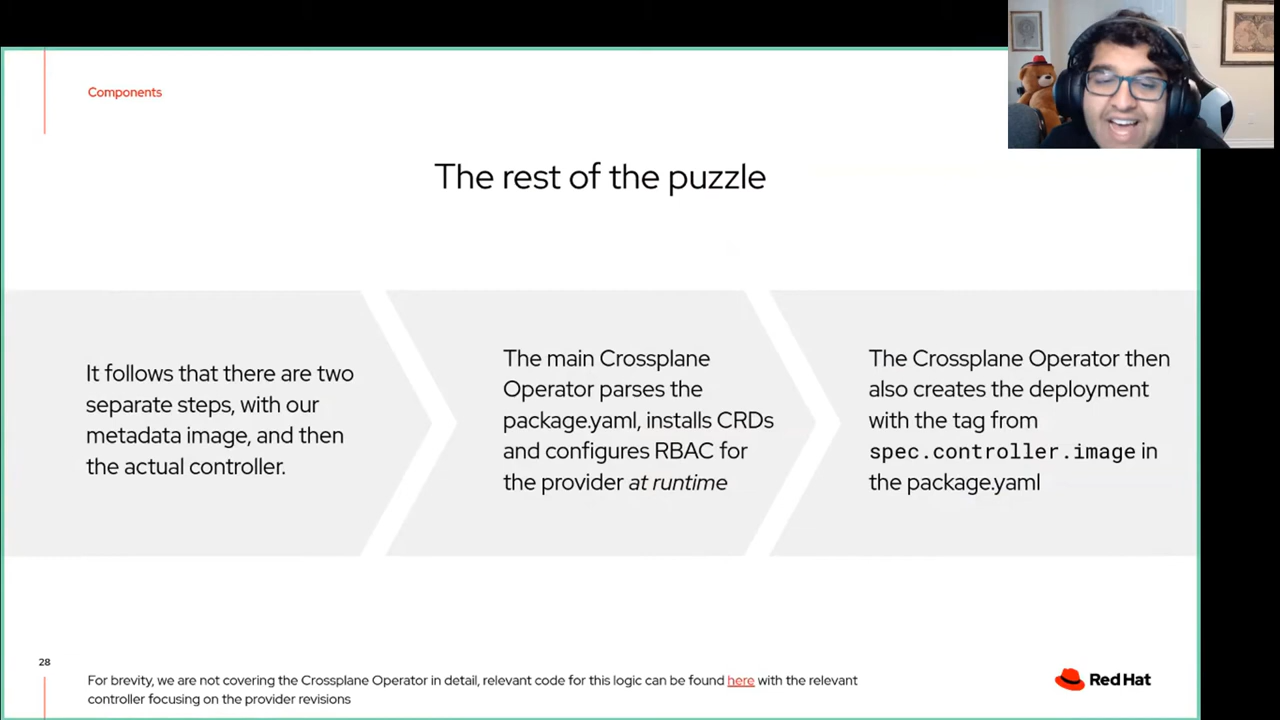 Components
The rest of the puzzle
It follows that there are two
separate steps, with our
metadata image, and then
the actual controller.
The main Crossplane
Operator parses the
package.yaml, installs CRDs
and configures RBAC for
the provider at runtime
The Crossplane Operator then
also creates the deployment
with the tag from
spec.controller.image in
the package.yaml
28
For brevity, we are not covering the Crossplane Operator in detail, relevant code for this logic can be found here with the relevant
controller focusing on the provider revisions
Red Hat